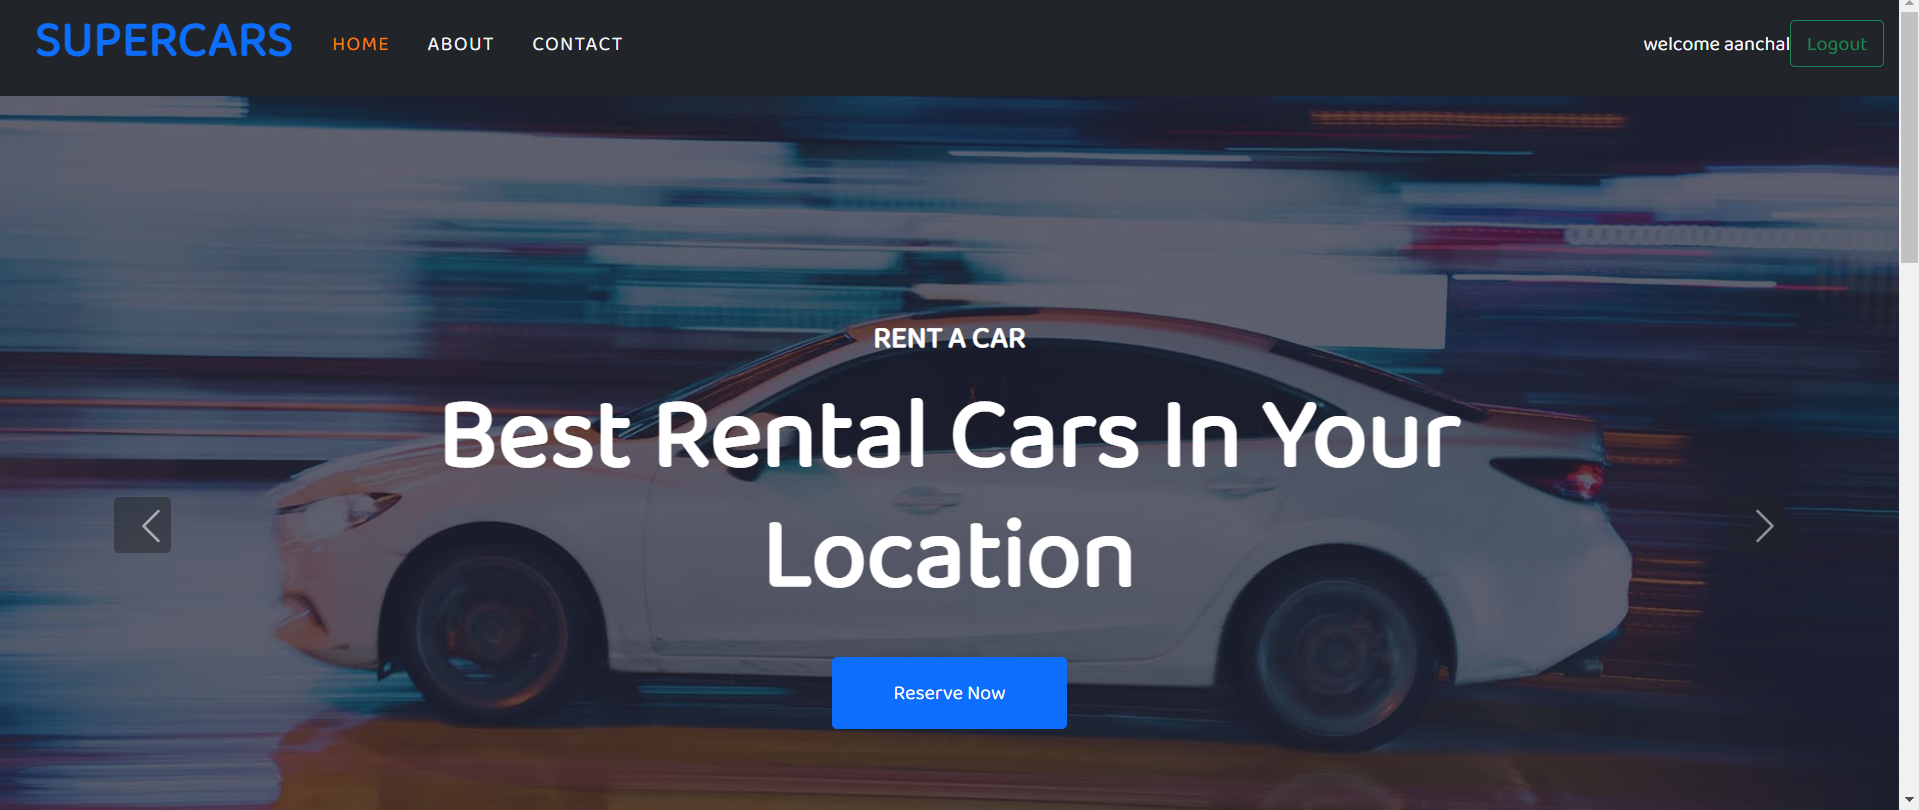 SUPERCARS HOME ABOUT CONTACT welcome aanchal Logout
RENT A CAR
Best Rental Cars In Your
Location
Reserve Now